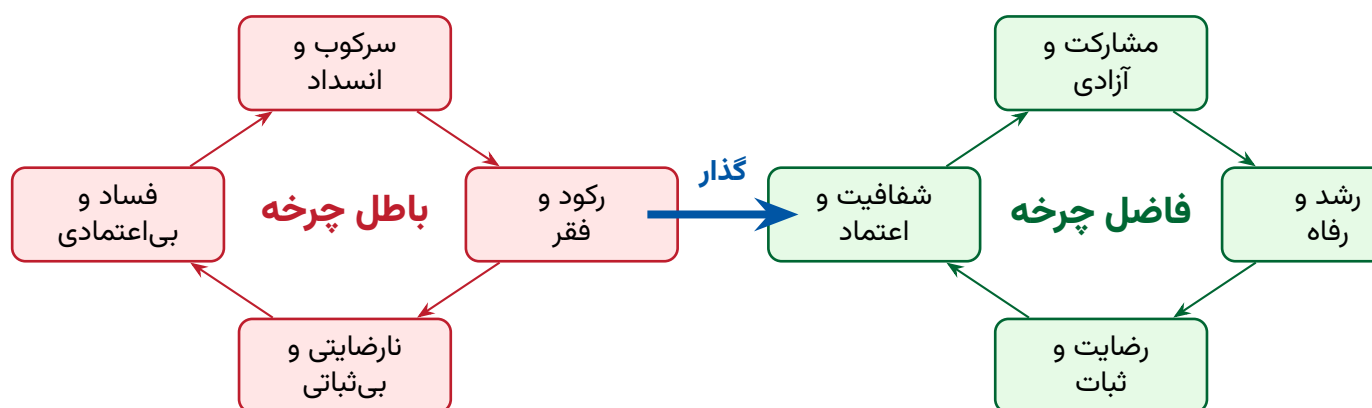 سرکوب و
انسداد
رکود و
فقر
نارضایتی و
بی‌ثباتی
فساد و
بی‌اعتمادی
باطل چرخه
گذار
مشارکت و
آزادی
رشد و
رفاه
رضایت و
ثبات
شفافیت و
اعتماد
فاضل چرخه